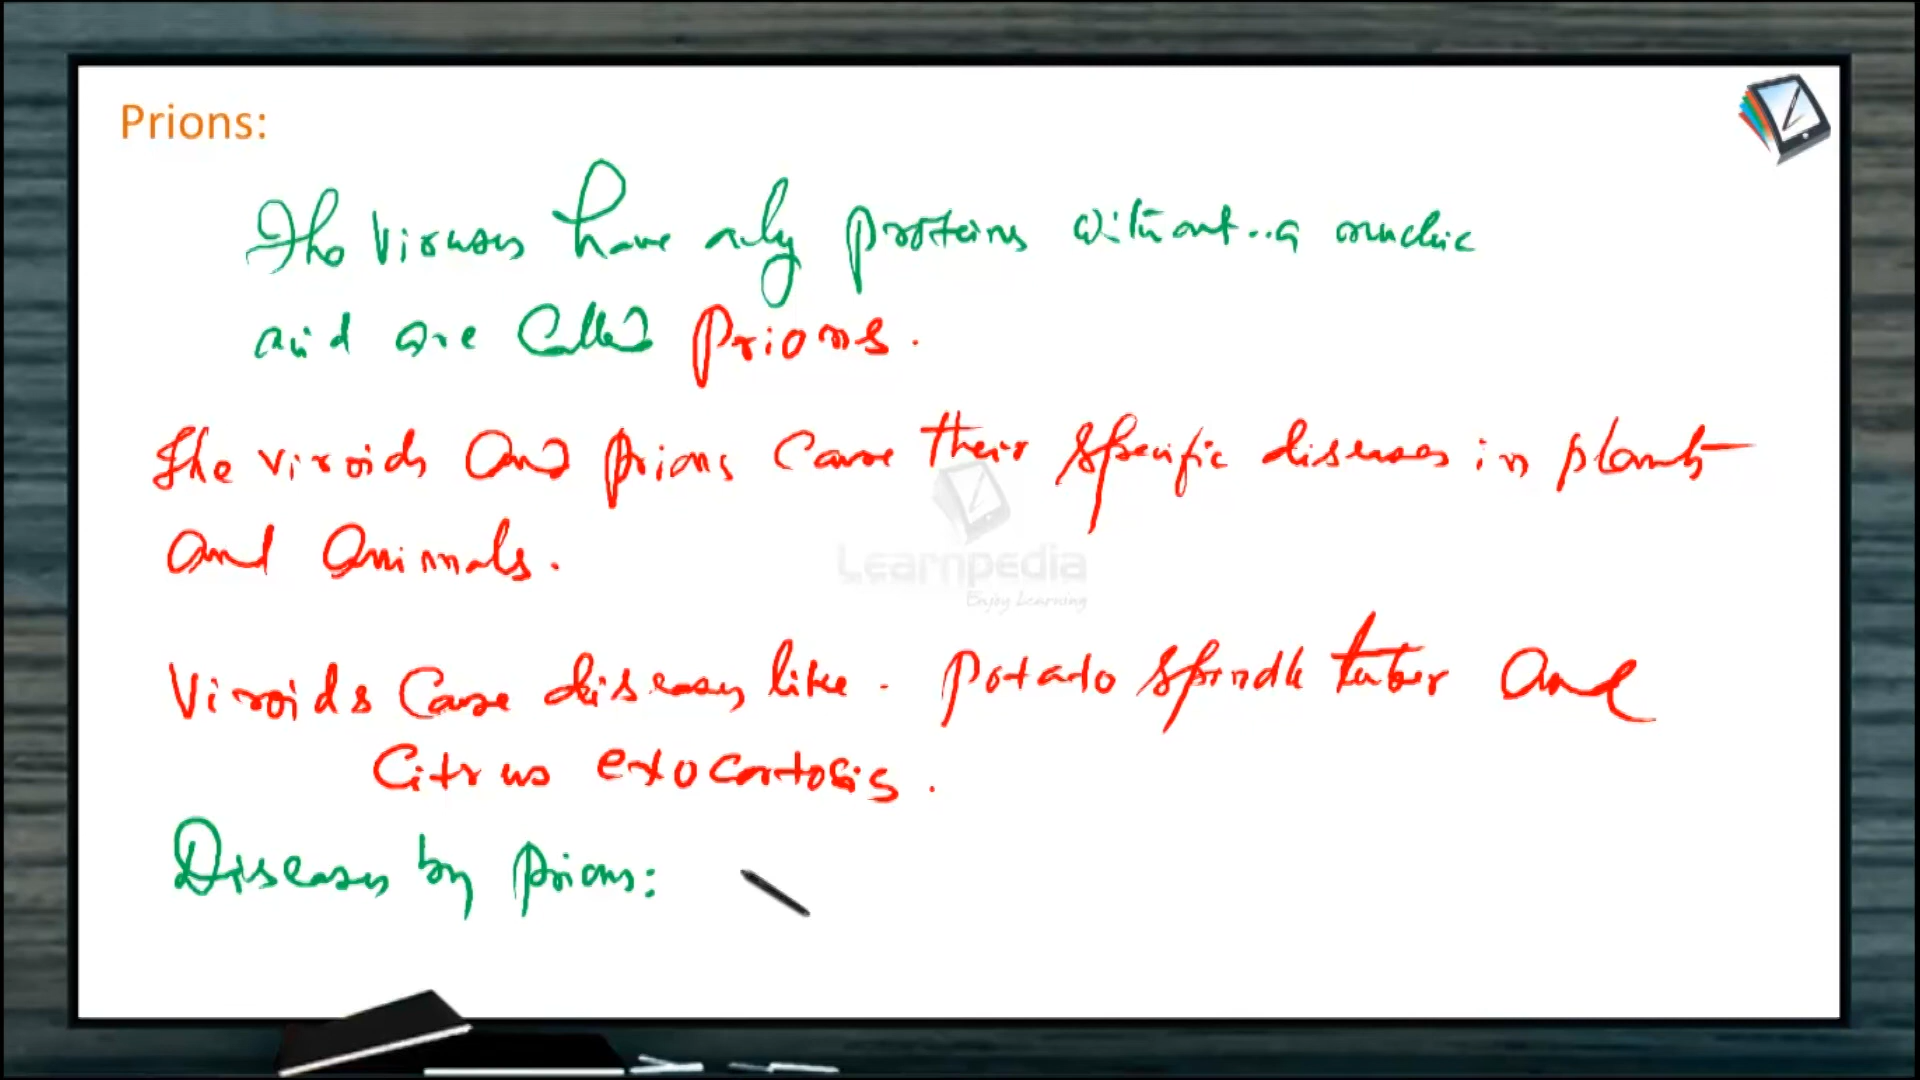 Prions:
The Viruses have only proteins without..a nucleic
acid are called Prions.
The viroids and prions cause their specific diseases in plants
and animals.
Learnpedia
Enjoy Learning
Viroids cause diseases like - potato spindle tuber and
citrus exocortosis.
Diseases by prions: